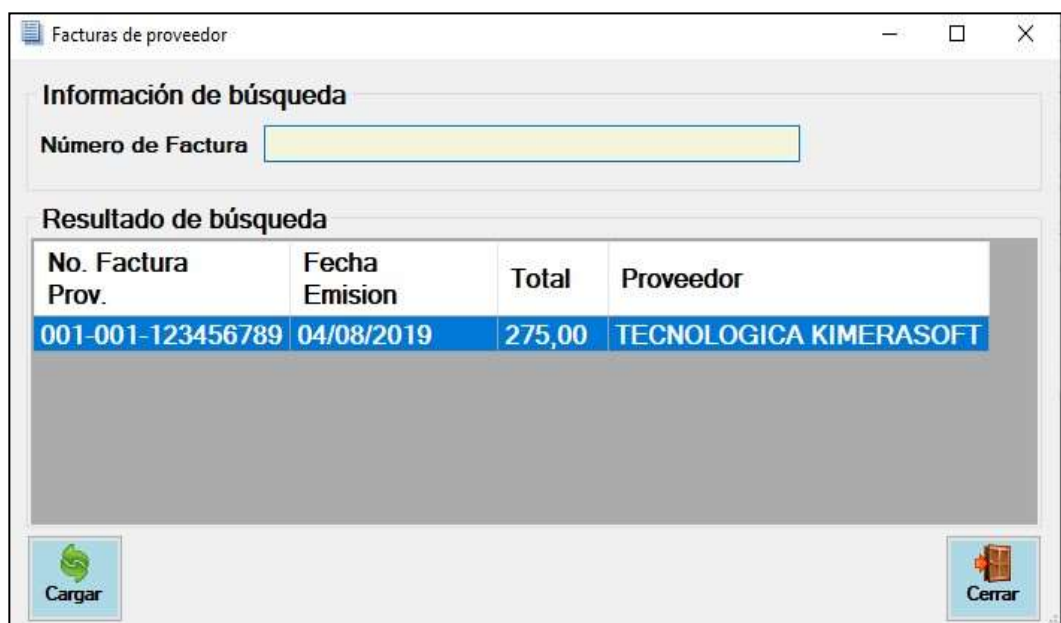 Facturas de proveedor
Información de búsqueda
Número de Factura
Resultado de búsqueda
No. Factura Prov. Fecha Emision Total Proveedor
001-001-123456789 04/08/2019 275,00 TECNOLOGICA KIMERASOFT
Cargar Cerrar